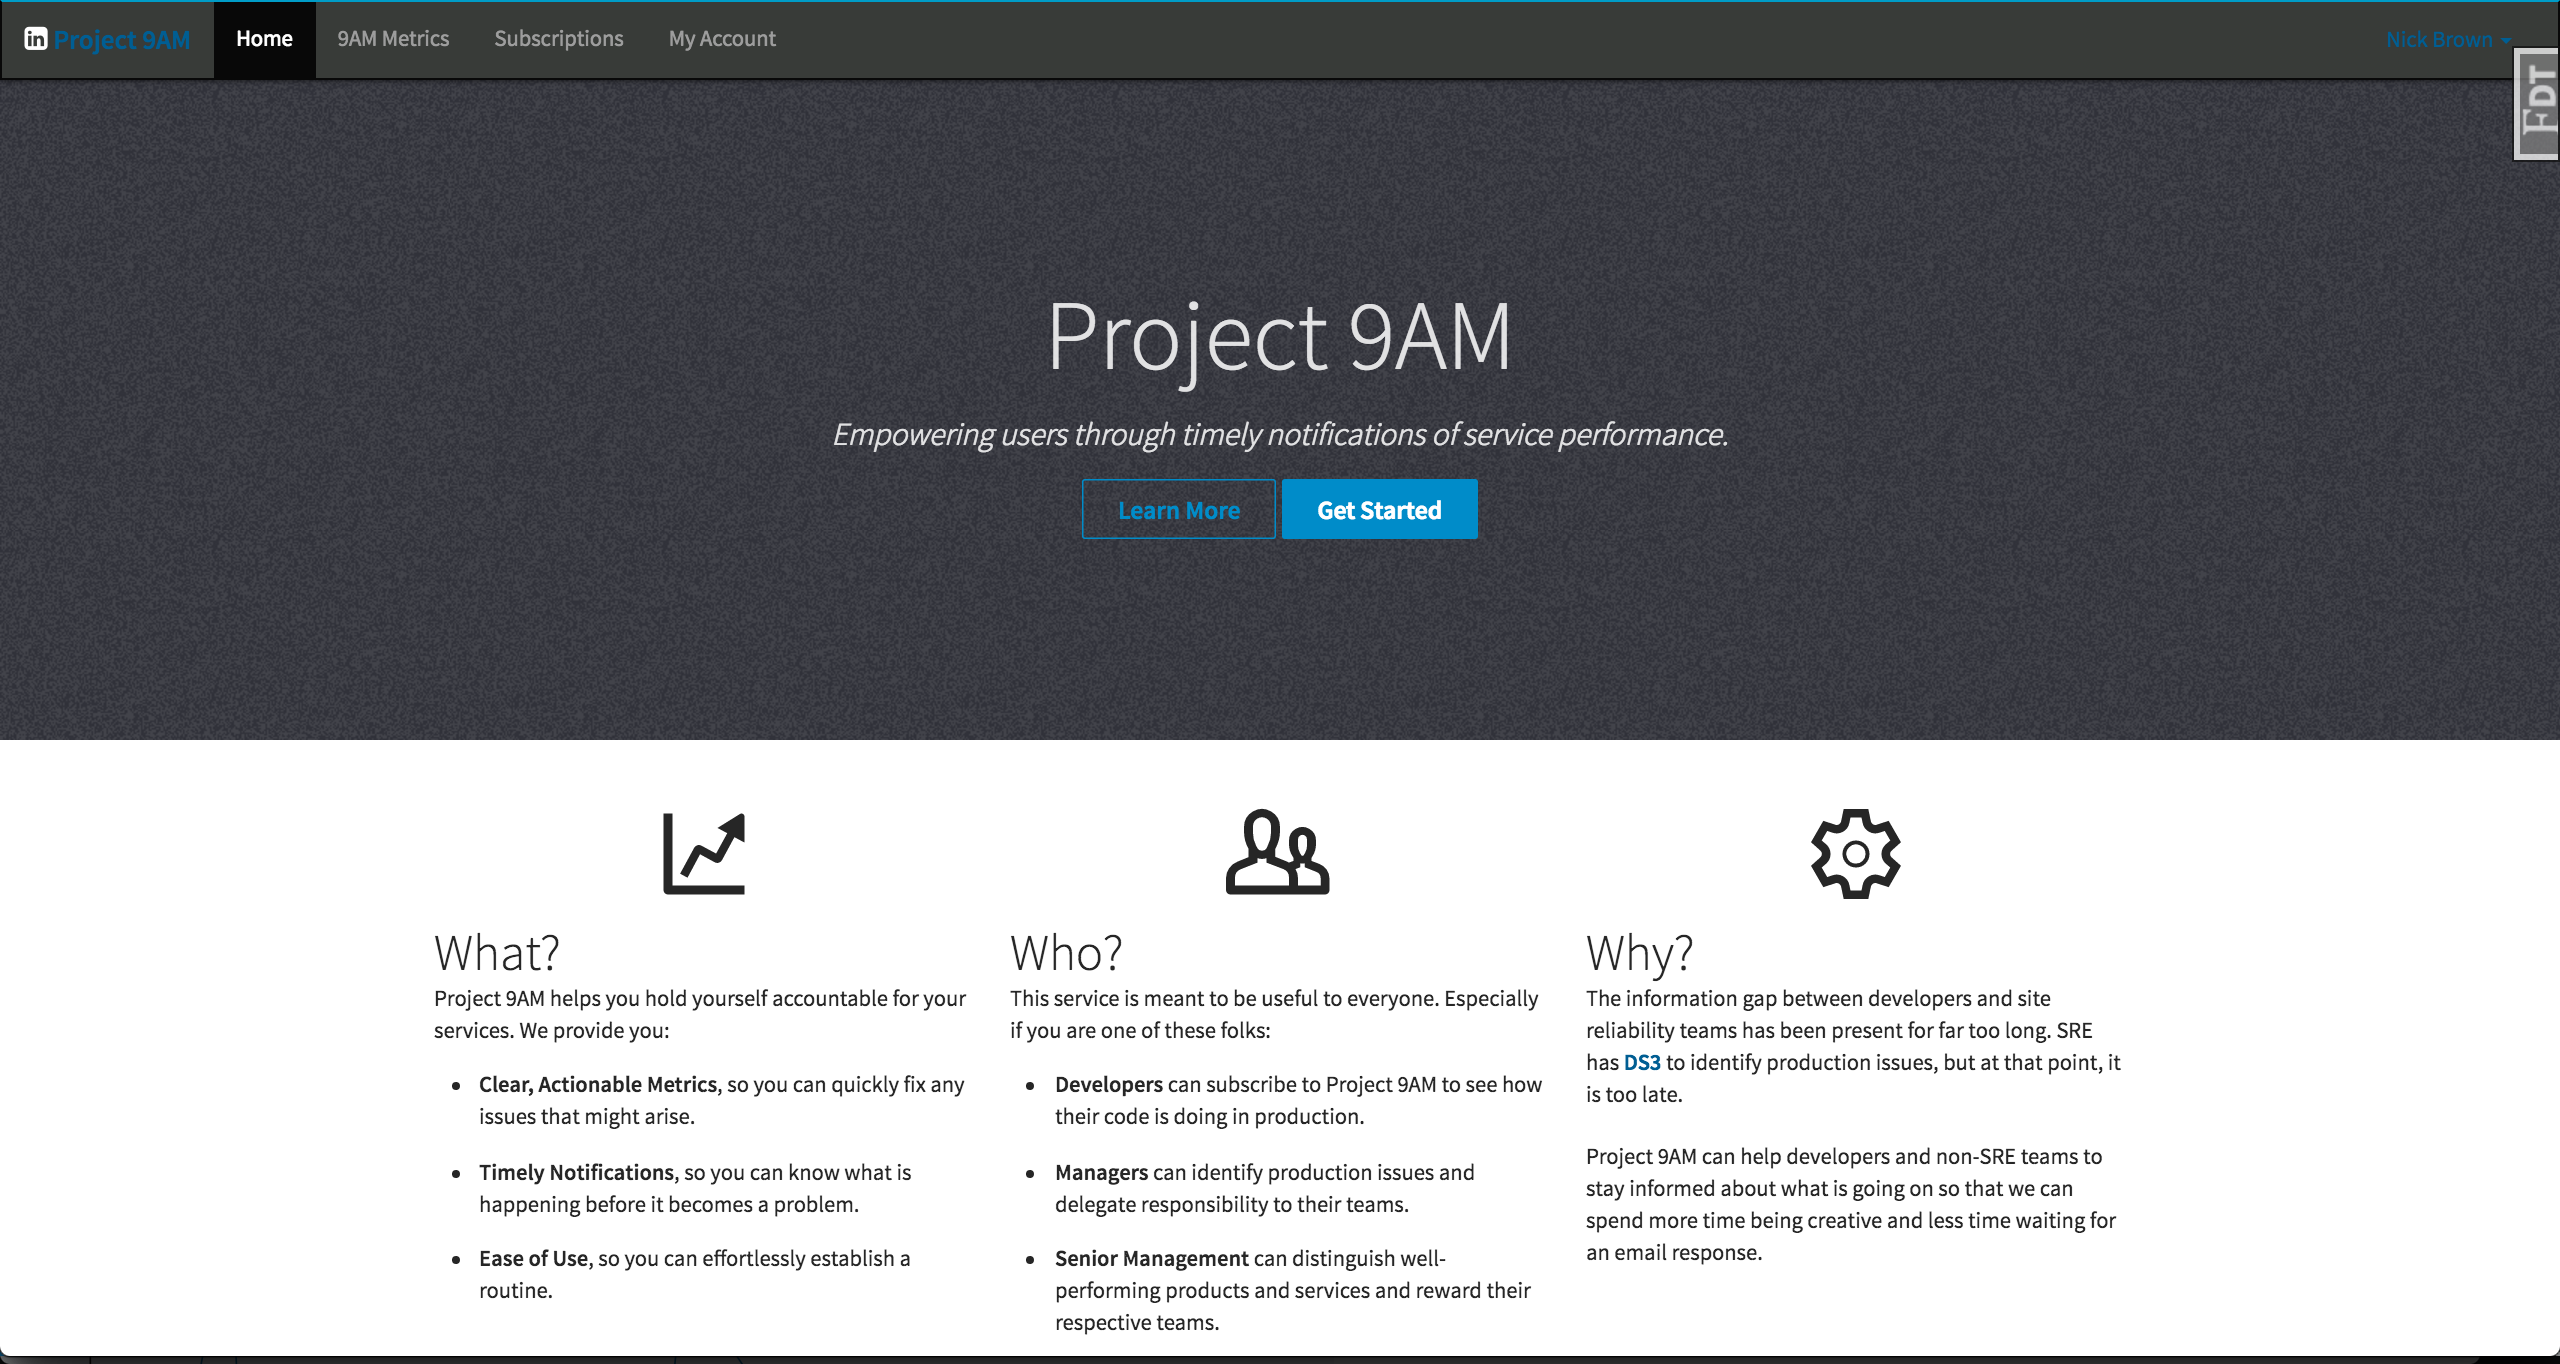 in Project 9AM Home 9AM Metrics Subscriptions My Account Nick Brown
FDT
Project 9AM
Empowering users through timely notifications of service performance.
Learn More Get Started
What?
Project 9AM helps you hold yourself accountable for your
services. We provide you:
Clear, Actionable Metrics, so you can quickly fix any
issues that might arise.
Timely Notifications, so you can know what is
happening before it becomes a problem.
Ease of Use, so you can effortlessly establish a
routine.
Who?
This service is meant to be useful to everyone. Especially
if you are one of these folks:
Developers can subscribe to Project 9AM to see how
their code is doing in production.
Managers can identify production issues and
delegate responsibility to their teams.
Senior Management can distinguish well-
performing products and services and reward their
respective teams.
Why?
The information gap between developers and site
reliability teams has been present for far too long. SRE
has DS3 to identify production issues, but at that point, it
is too late.
Project 9AM can help developers and non-SRE teams to
stay informed about what is going on so that we can
spend more time being creative and less time waiting for
an email response.